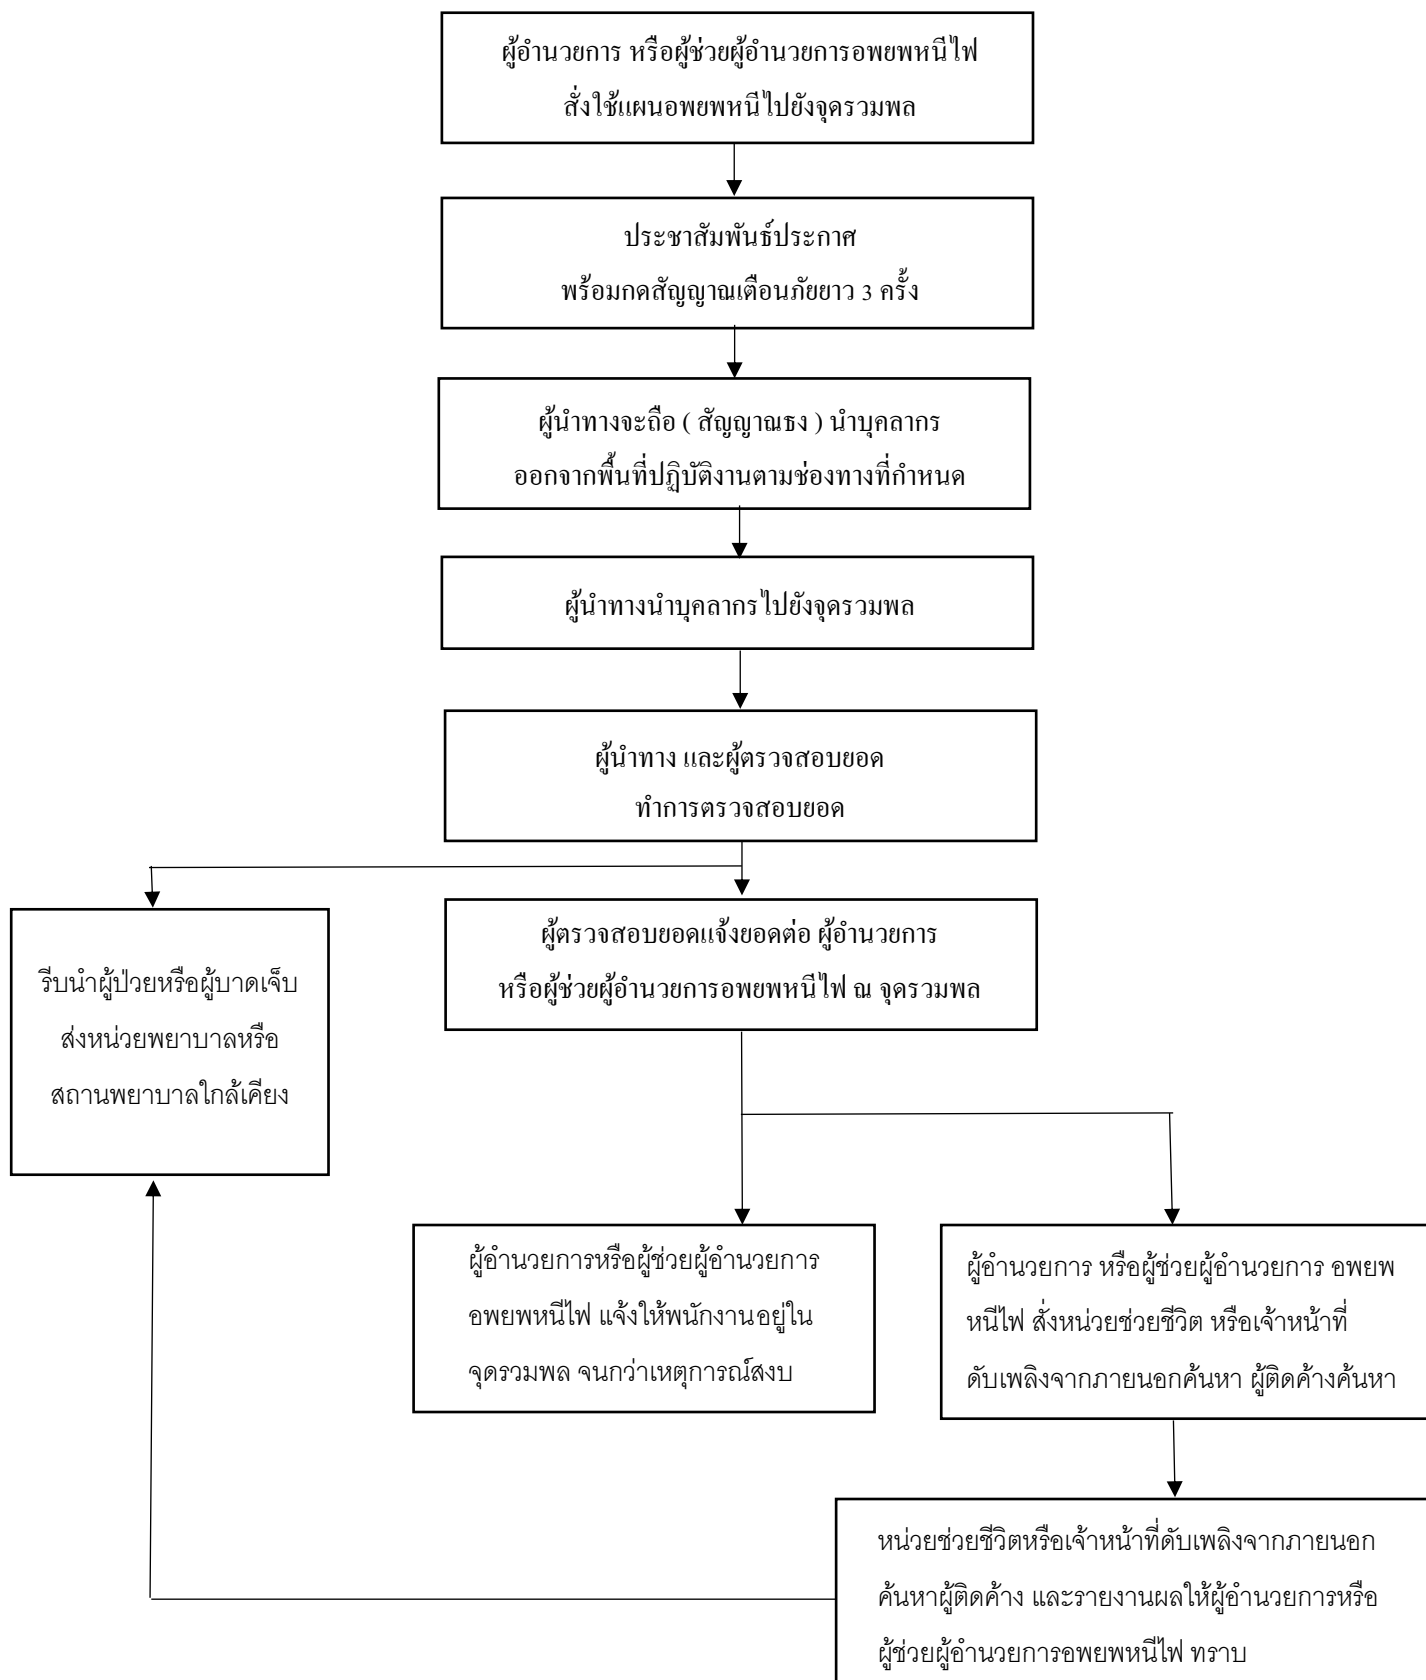 ผู้อำนวยการ หรือผู้ช่วยผู้อำนวยการอพยพหนีไฟ
สั่งใช้แผนอพยพหนีไปยังจุดรวมพล
ประชาสัมพันธ์ประกาศ
พร้อมกดสัญญาณเตือนภัยยาว 3 ครั้ง
ผู้นำทางจะถือ ( สัญญาณธง ) นำบุคลากร
ออกจากพื้นที่ปฏิบัติงานตามช่องทางที่กำหนด
ผู้นำทางนำบุคลากรไปยังจุดรวมพล
ผู้นำทาง และผู้ตรวจสอบยอด
ทำการตรวจสอบยอด
ผู้ตรวจสอบยอดแจ้งยอดต่อ ผู้อำนวยการ
หรือผู้ช่วยผู้อำนวยการอพยพหนีไฟ ณ จุดรวมพล
รีบนำผู้ป่วยหรือผู้บาดเจ็บ
ส่งหน่วยพยาบาลหรือ
สถานพยาบาลใกล้เคียง
ผู้อำนวยการหรือผู้ช่วยผู้อำนวยการ
อพยพหนีไฟ แจ้งให้พนักงานอยู่ใน
จุดรวมพล จนกว่าเหตุการณ์สงบ
ผู้อำนวยการ หรือผู้ช่วยผู้อำนวยการ อพยพ
หนีไฟ สั่งหน่วยช่วยชีวิต หรือเจ้าหน้าที่
ดับเพลิงจากภายนอกค้นหา ผู้ติดค้างค้นหา
หน่วยช่วยชีวิตหรือเจ้าหน้าที่ดับเพลิงจากภายนอก
ค้นหาผู้ติดค้าง และรายงานผลให้ผู้อำนวยการหรือ
ผู้ช่วยผู้อำนวยการอพยพหนีไฟ ทราบ